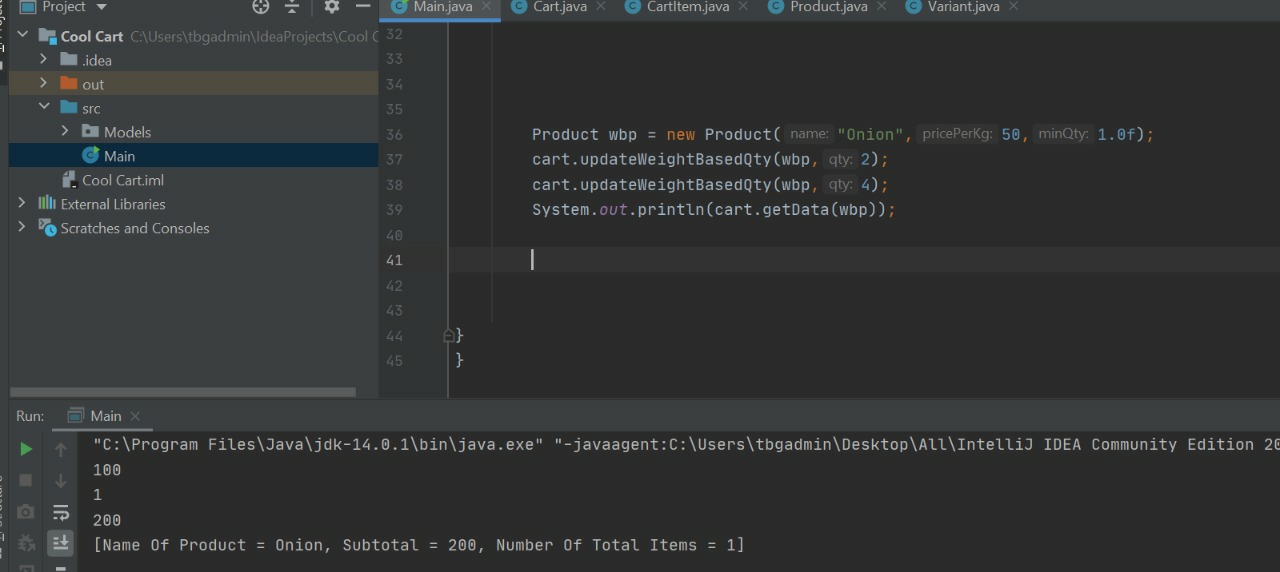 Project
Main.java
Cart.java
CartItem.java
Product.java
Variant.java
Cool Cart C:\Users\tbgadmin\IdeaProjects\Cool C
.idea
out
src
Models
Main
Cool Cart.iml
External Libraries
Scratches and Consoles
32
33
34
35
36 Product wbp = new Product( name: "Onion", pricePerKg: 50, minQty: 1.0f);
37 cart.updateWeightBasedQty(wbp, qty: 2);
38 cart.updateWeightBasedQty(wbp, qty: 4);
39 System.out.println(cart.getData(wbp));
40
41
42
43
44 }
45 }
Run: Main
"C:\Program Files\Java\jdk-14.0.1\bin\java.exe" "-javaagent:C:\Users\tbgadmin\Desktop\All\IntelliJ IDEA Community Edition 20
100
1
200
[Name Of Product = Onion, Subtotal = 200, Number Of Total Items = 1]